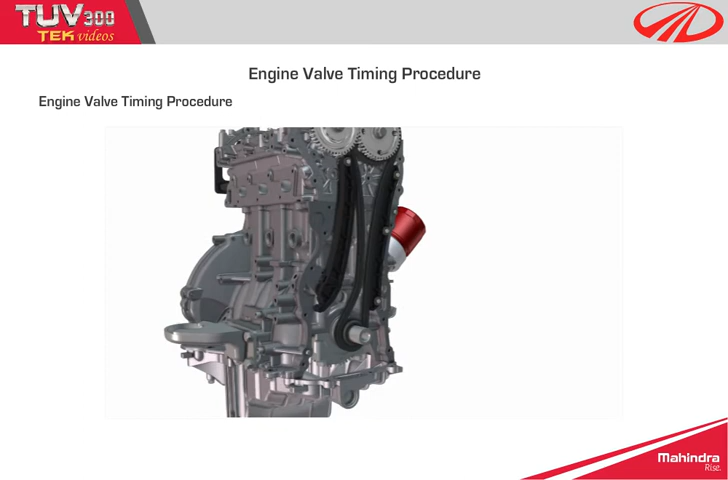 TUV300
TEK videos
Engine Valve Timing Procedure
Engine Valve Timing Procedure
Mahindra
Rise.